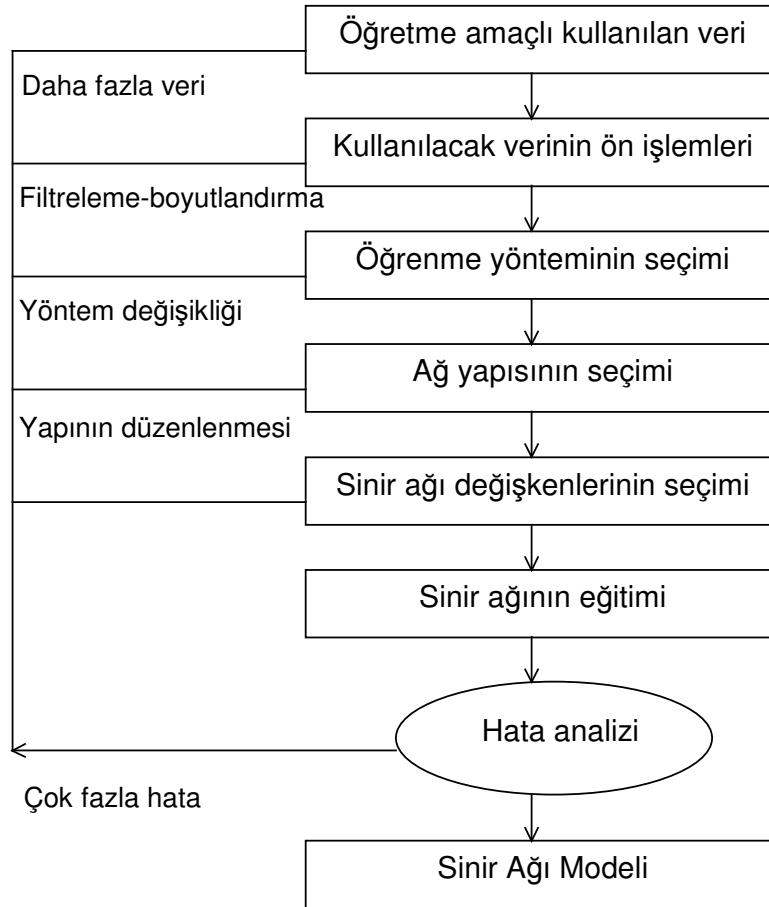 Öğretme amaçlı kullanılan veri
Daha fazla veri
Kullanılacak verinin ön işlemleri
Filtreleme-boyutlandırma
Öğrenme yönteminin seçimi
Yöntem değişikliği
Ağ yapısının seçimi
Yapının düzenlenmesi
Sinir ağı değişkenlerinin seçimi
Sinir ağının eğitimi
Hata analizi
Çok fazla hata
Sinir Ağı Modeli